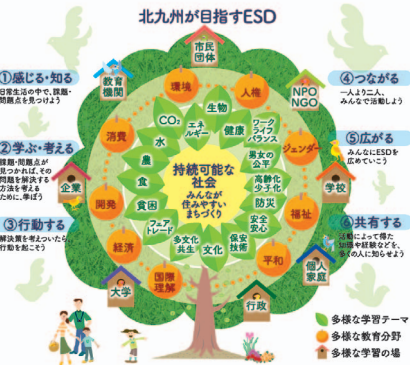 北九州が目指すESD
①感じる・知る
日常生活の中で、課題・
問題点を見つけよう
②学ぶ・考える
課題・問題点が
見つかれば、その
問題を解決する
方法を考える
ために、学ぼう
③行動する
解決策を考えついたら
行動を起こそう
④つながる
一人より二人、
みんなで活動しよう
⑤広がる
みんなにESDを
広めていこう
⑥共有する
活動によって得た
知識や経験などを、
多くの人に知らせよう
市民
団体
教育
機関
NPO
NGO
企業
学校
大学
行政
個人
家庭
環境
人権
消費
ジェンダー
開発
福祉
経済
平和
国際
理解
生物
CO₂
エネ
ルギー
健康
ワーク
ライフ
バランス
水
男女の
公平
農
高齢化
少子化
食
防災
貧困
安全
安心
フェア
トレード
保安
技術
多文化
共生
文化
持続可能な
社会
みんなが
住みやすい
まちづくり
多様な学習テーマ
多様な教育分野
多様な学習の場